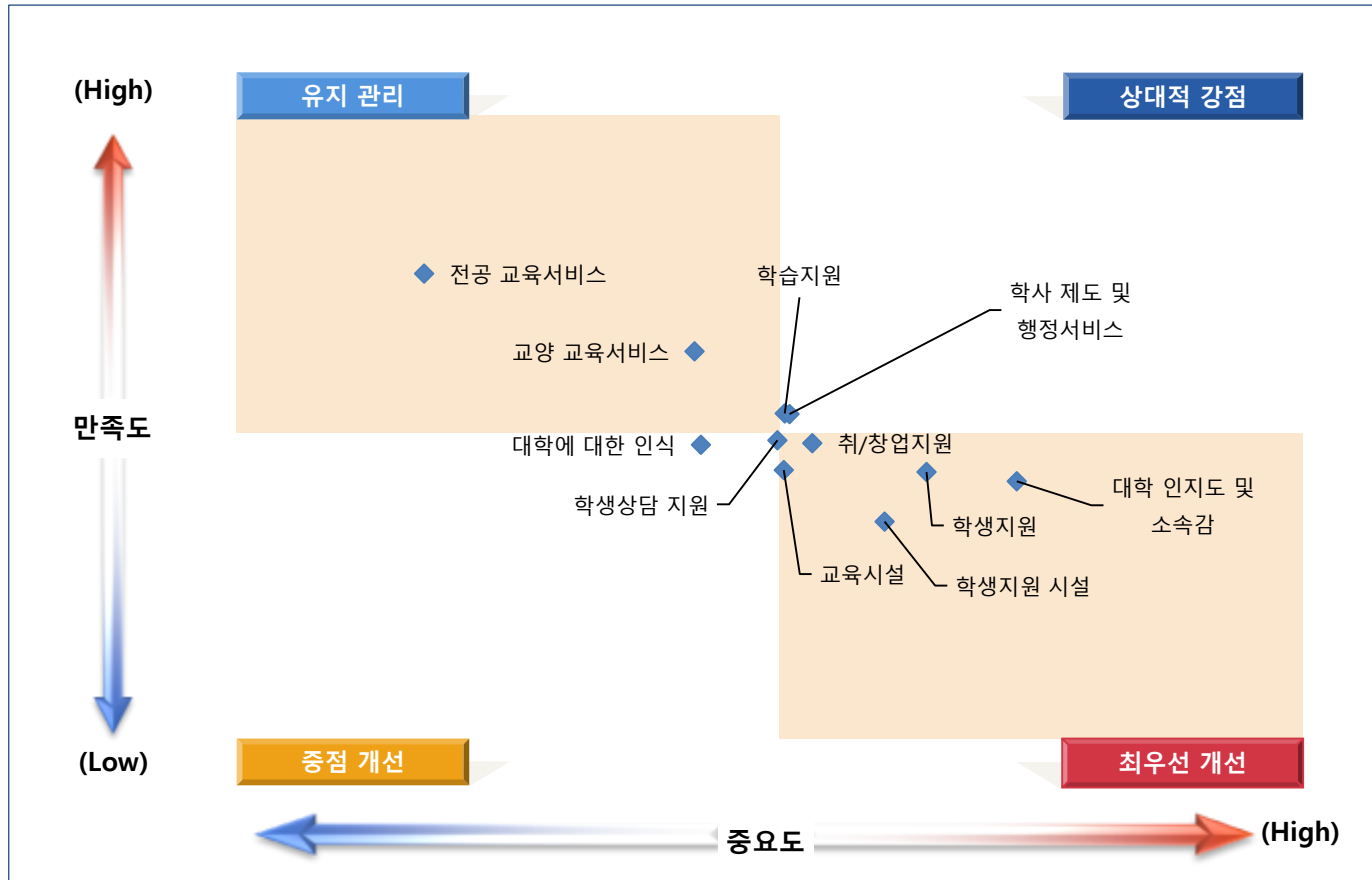 (High)
유지 관리
상대적 강점
전공 교육서비스
학습지원
학사 제도 및
행정서비스
교양 교육서비스
만족도
대학에 대한 인식
취/창업지원
학생상담 지원
대학 인지도 및
소속감
학생지원
교육시설
학생지원 시설
(Low)
중점 개선
최우선 개선
중요도
(High)